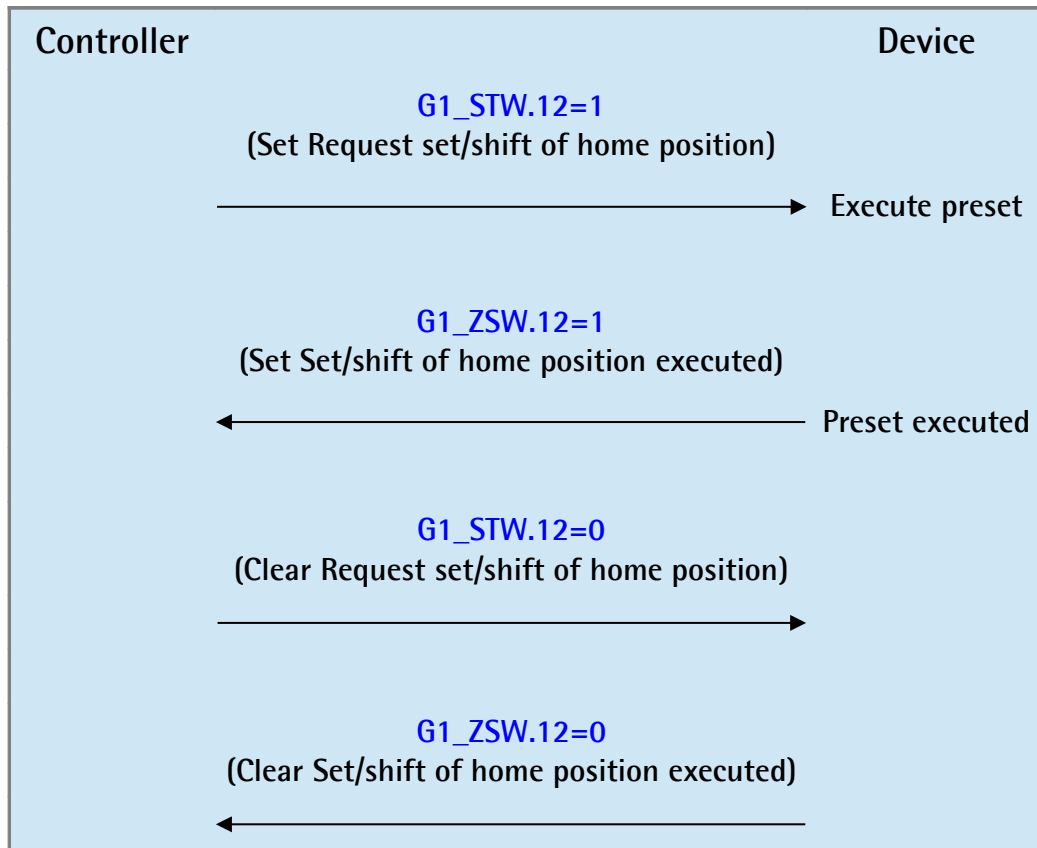 Controller
Device
G1_STW.12=1
(Set Request set/shift of home position)
Execute preset
G1_ZSW.12=1
(Set Set/shift of home position executed)
Preset executed
G1_STW.12=0
(Clear Request set/shift of home position)
G1_ZSW.12=0
(Clear Set/shift of home position executed)